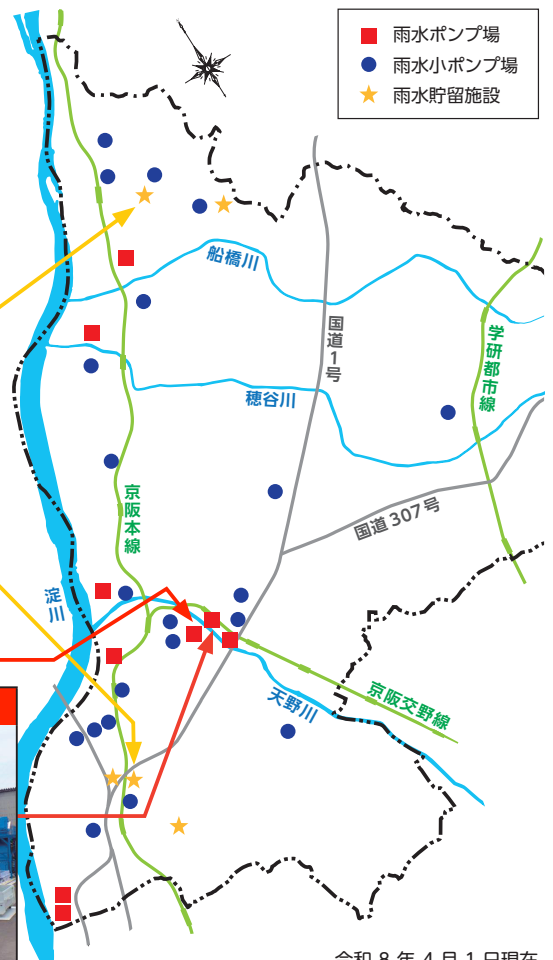 雨水ポンプ場
雨水小ポンプ場
雨水貯留施設
船橋川
国道1号
学研都市線
穂谷川
京阪本線
国道307号
淀川
京阪交野線
天野川
令和 8 年 4 月 1 日現在